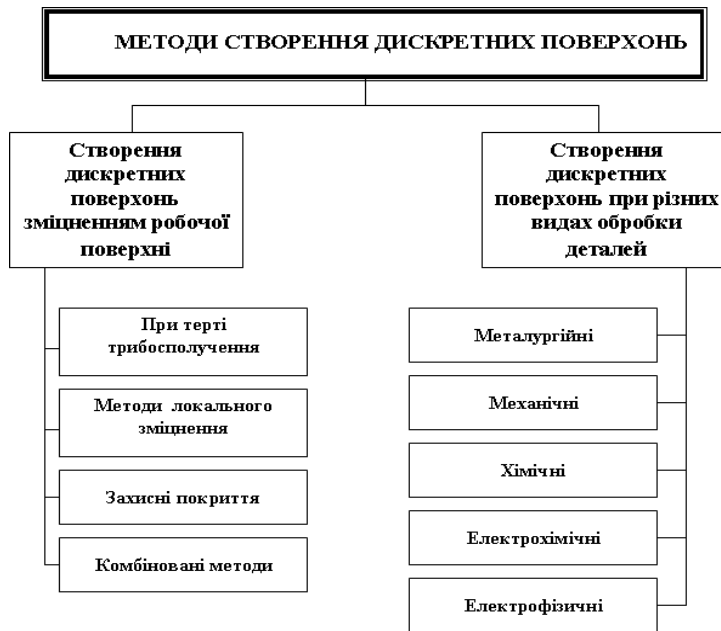 МЕТОДИ СТВОРЕННЯ ДИСКРЕТНИХ ПОВЕРХОНЬ
Створення
дискретних
поверхонь
зміцненням робочої
поверхні
При терті
трибосполучення
Методи локального
зміцнення
Захисні покриття
Комбіновані методи
Створення
дискретних
поверхонь при різних
видах обробки
деталей
Металургійні
Механічні
Хімічні
Електрохімічні
Електрофізичні